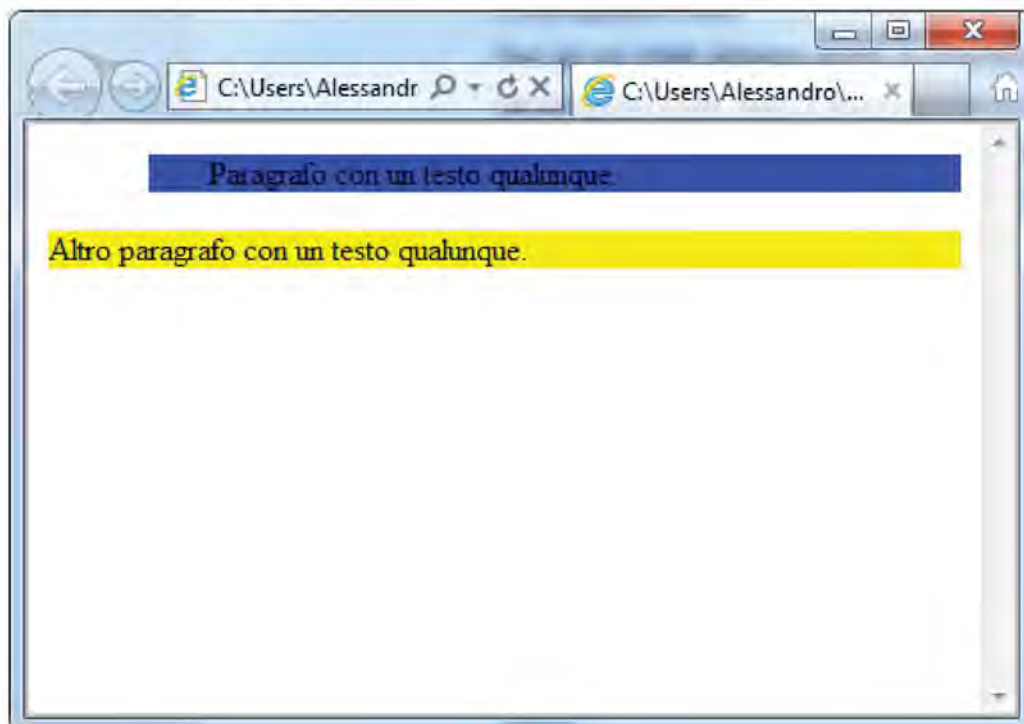 C:\Users\Alessandr
C:\Users\Alessandro\...
Paragrafo con un testo qualunque.
Altro paragrafo con un testo qualunque.